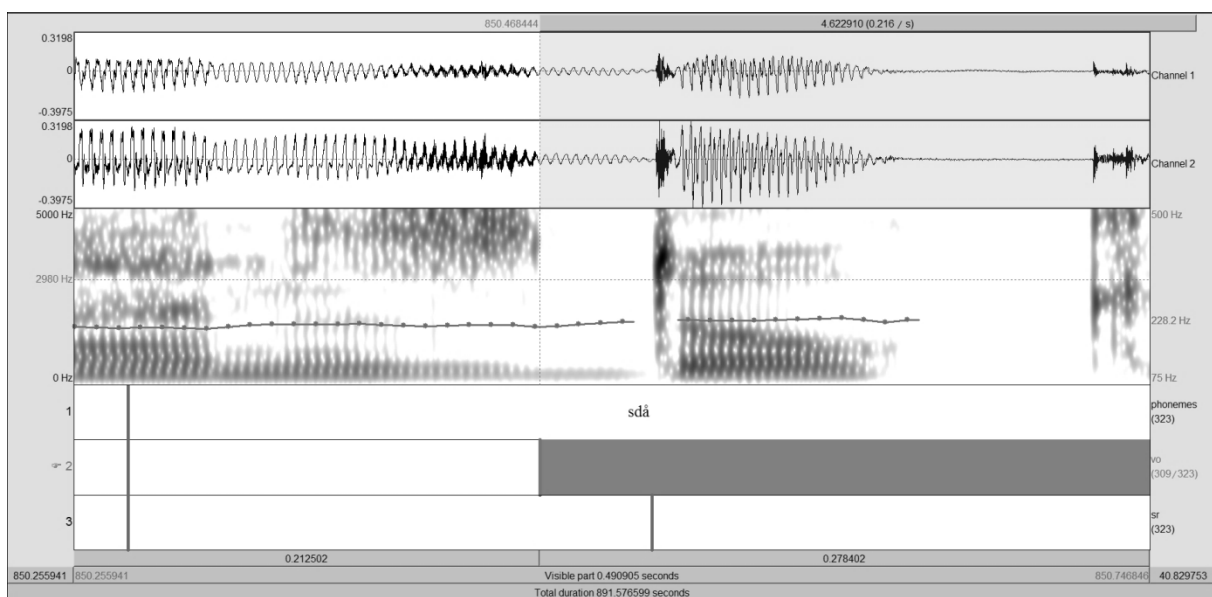 850.468444 4.622910 (0.216 / s)
0.3198
0 Channel 1
-0.3975
0.3198
0 Channel 2
-0.3975
5000 Hz 500 Hz
2980 Hz
228.2 Hz
0 Hz 75 Hz
1 sdå phonemes (323)
☞ 2 vo (309/323)
3 sr (323)
0.212502 0.278402
850.255941 850.255941 Visible part 0.490905 seconds 850.746846 40.829753
Total duration 891.576599 seconds